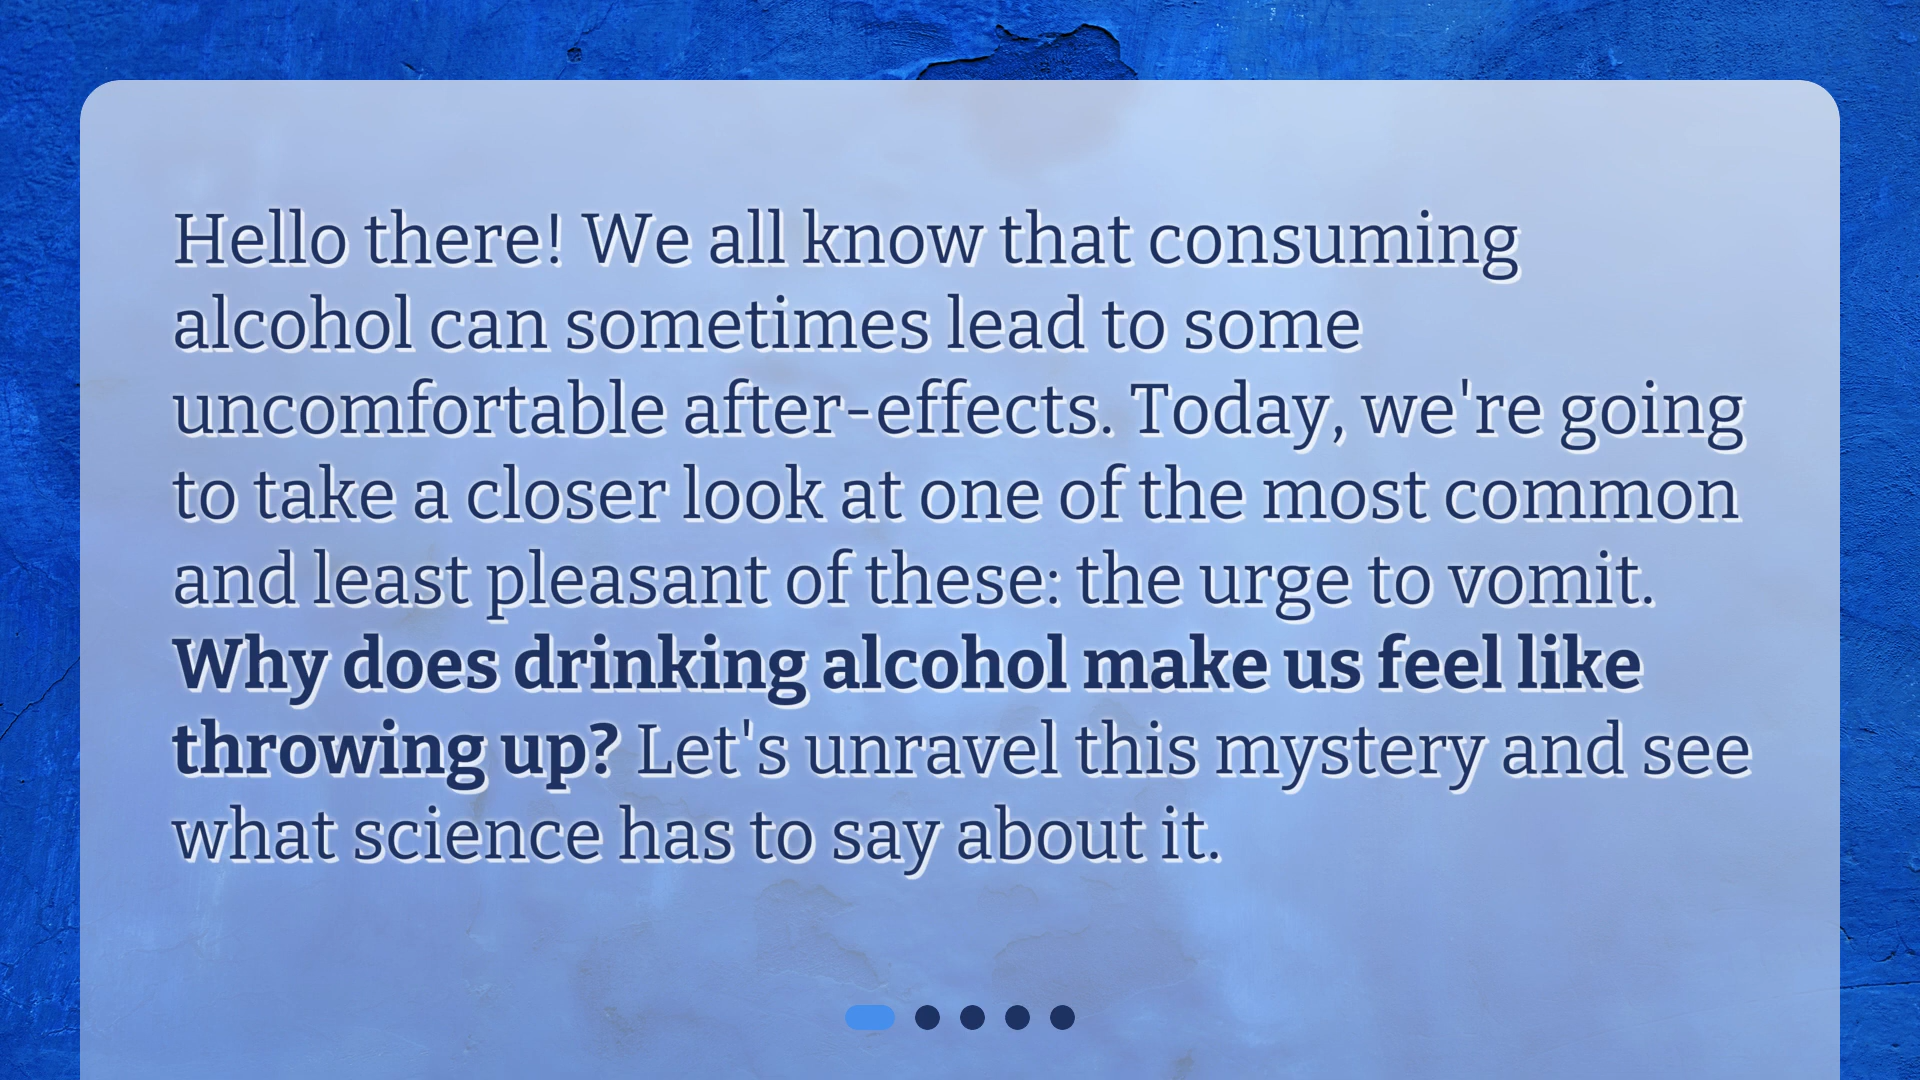 Hello there! We all know that consuming
alcohol can sometimes lead to some
uncomfortable after-effects. Today, we're going
to take a closer look at one of the most common
and least pleasant of these: the urge to vomit.
Why does drinking alcohol make us feel like
throwing up? Let's unravel this mystery and see
what science has to say about it.